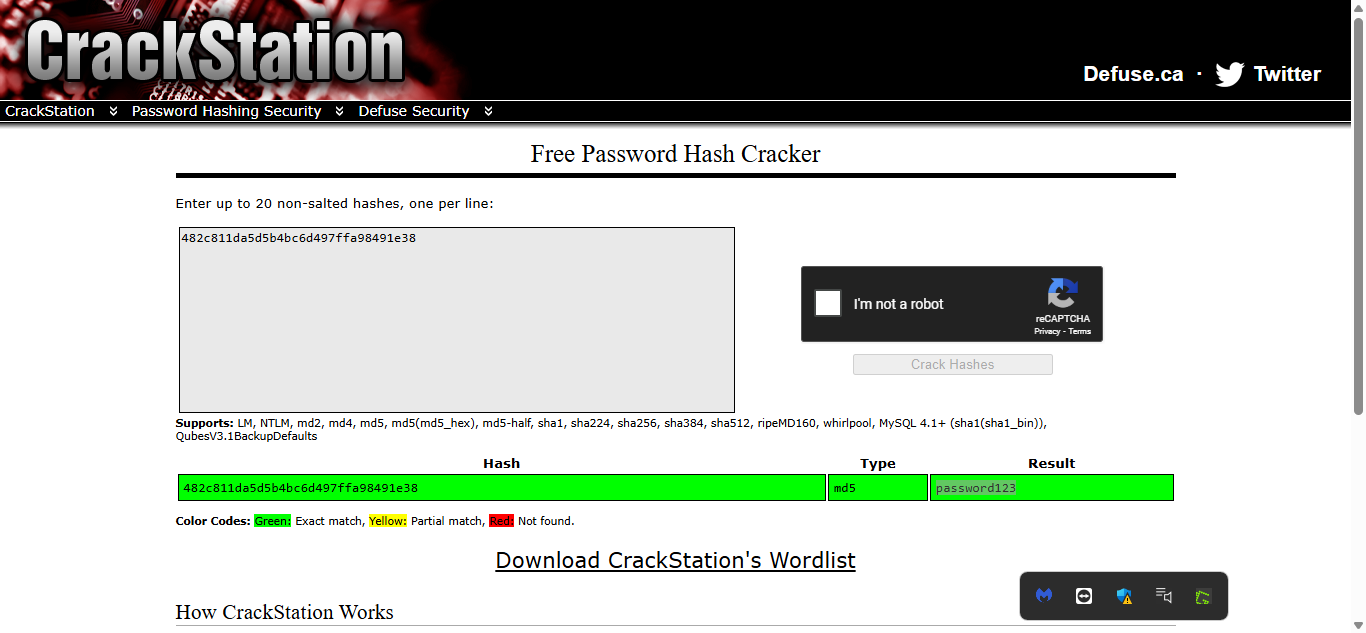 CrackStation
Defuse.ca · Twitter
CrackStation Password Hashing Security Defuse Security
Free Password Hash Cracker
Enter up to 20 non-salted hashes, one per line:
482c811da5d5b4bc6d497ffa98491e38
I'm not a robot
reCAPTCHA
Privacy - Terms
Crack Hashes
Supports: LM, NTLM, md2, md4, md5, md5(md5_hex), md5-half, sha1, sha224, sha256, sha384, sha512, ripeMD160, whirlpool, MySQL 4.1+ (sha1(sha1_bin)),
QubesV3.1BackupDefaults
Hash Type Result
482c811da5d5b4bc6d497ffa98491e38 md5 password123
Color Codes: Green: Exact match, Yellow: Partial match, Red: Not found.
Download CrackStation's Wordlist
How CrackStation Works